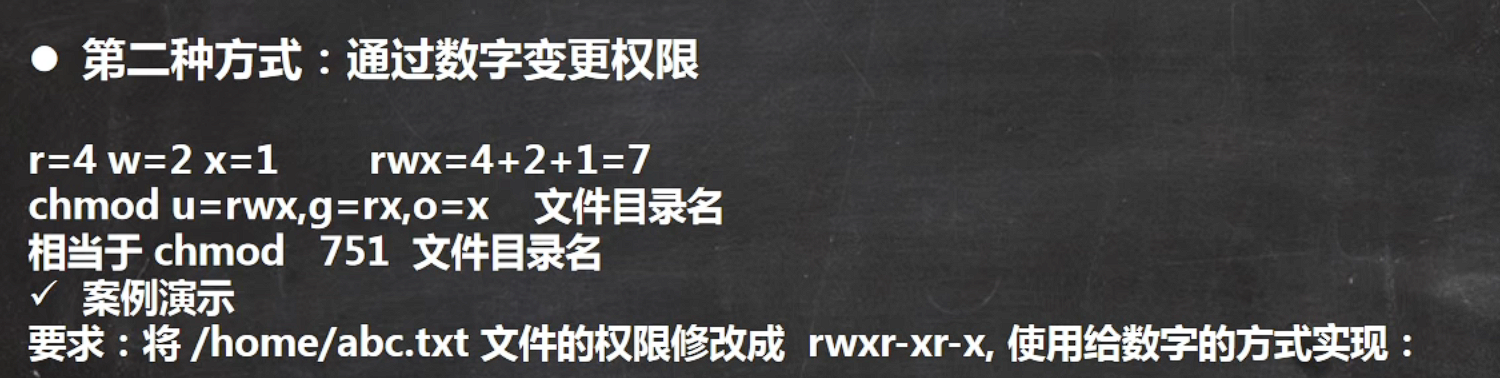 ● 第二种方式：通过数字变更权限
r=4 w=2 x=1 rwx=4+2+1=7
chmod u=rwx,g=rx,o=x 文件目录名
相当于 chmod 751 文件目录名
✓ 案例演示
要求：将 /home/abc.txt 文件的权限修改成 rwxr-xr-x, 使用给数字的方式实现：